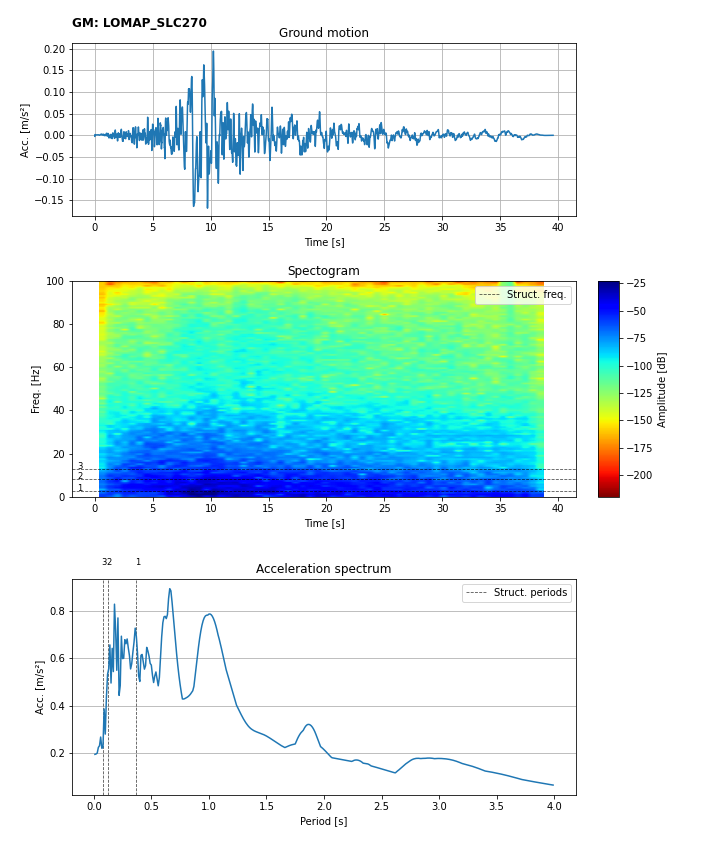 GM: LOMAP_SLC270
Ground motion
0.20
0.15
0.10
0.05
0.00
−0.05
−0.10
−0.15
Acc. [m/s²]
0 5 10 15 20 25 30 35 40
Time [s]
Spectogram
100
80
60
40
20
0
Freq. [Hz]
Struct. freq.
3
2
1
0 5 10 15 20 25 30 35 40
Time [s]
−25
−50
−75
−100
−125
−150
−175
−200
Amplitude [dB]
32 1
Acceleration spectrum
0.8
0.6
0.4
0.2
Acc. [m/s²]
Struct. periods
0.0 0.5 1.0 1.5 2.0 2.5 3.0 3.5 4.0
Period [s]